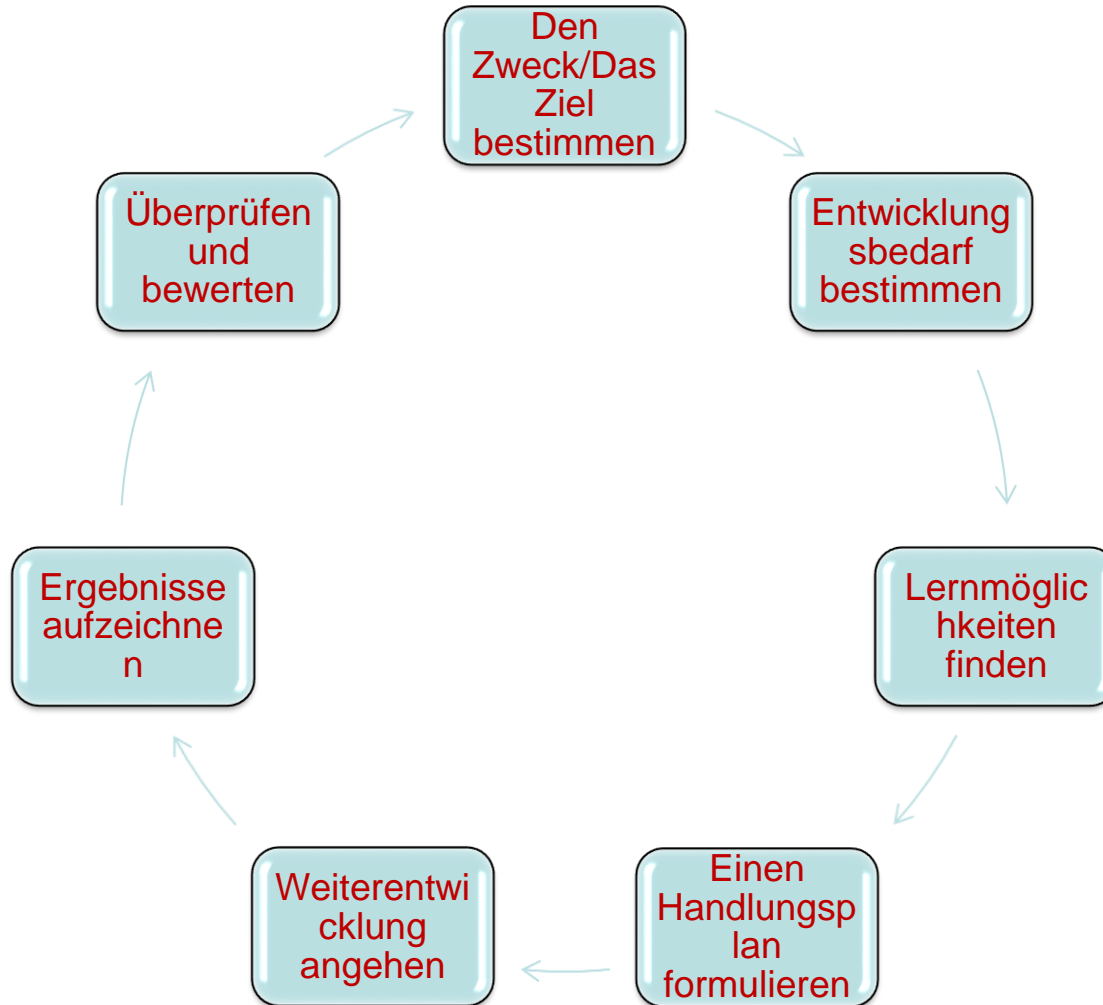 Den
Zweck/Das
Ziel
bestimmen
Entwicklung
sbedarf
bestimmen
Lernmöglic
hkeiten
finden
Einen
Handlungsp
lan
formulieren
Weiterentwi
cklung
angehen
Ergebnisse
aufzeichne
n
Überprüfen
und
bewerten